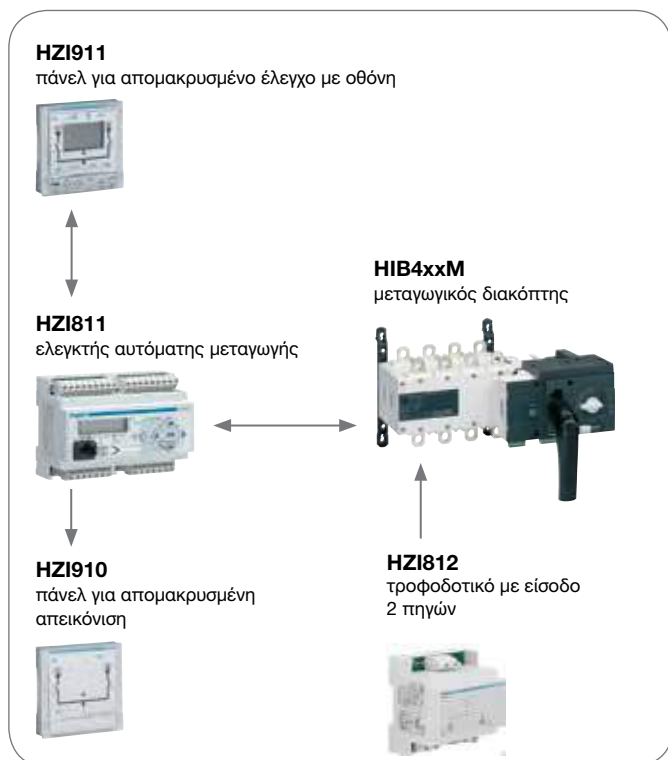 HZI911
πάνελ για απομακρυσμένο έλεγχο με οθόνη
HZI811
ελεγκτής αυτόματης μεταγωγής
HIB4xxM
μεταγωγικός διακόπτης
HZI910
πάνελ για απομακρυσμένη
απεικόνιση
HZI812
τροφοδοτικό με είσοδο
2 πηγών